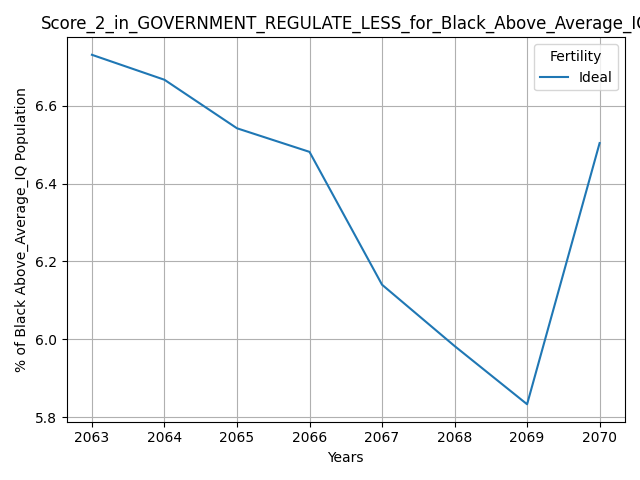 Score_2_in_GOVERNMENT_REGULATE_LESS_for_Black_Above_Average_IQ
Fertility
Ideal
% of Black Above_Average_IQ Population
6.6
6.4
6.2
6.0
5.8
2063 2064 2065 2066 2067 2068 2069 2070
Years